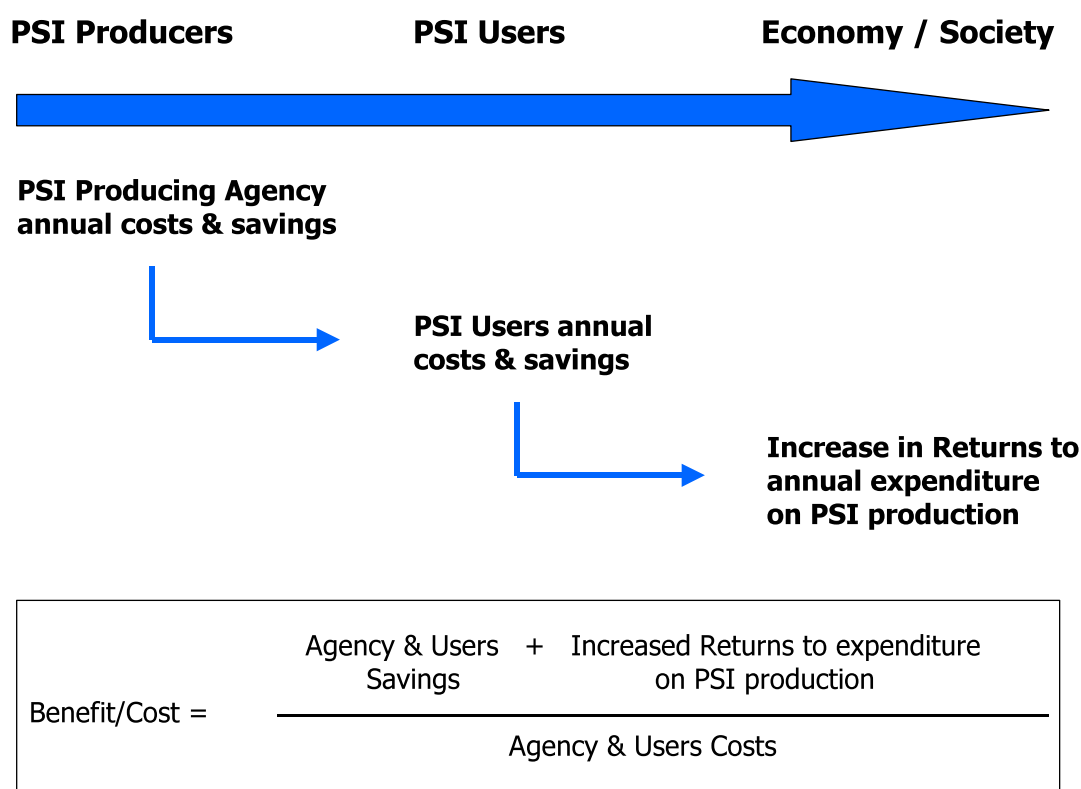 PSI Producers
PSI Users
Economy / Society
PSI Producing Agency
annual costs & savings
PSI Users annual
costs & savings
Increase in Returns to
annual expenditure
on PSI production
Agency & Users + Increased Returns to expenditure
Savings on PSI production
Benefit/Cost =
Agency & Users Costs